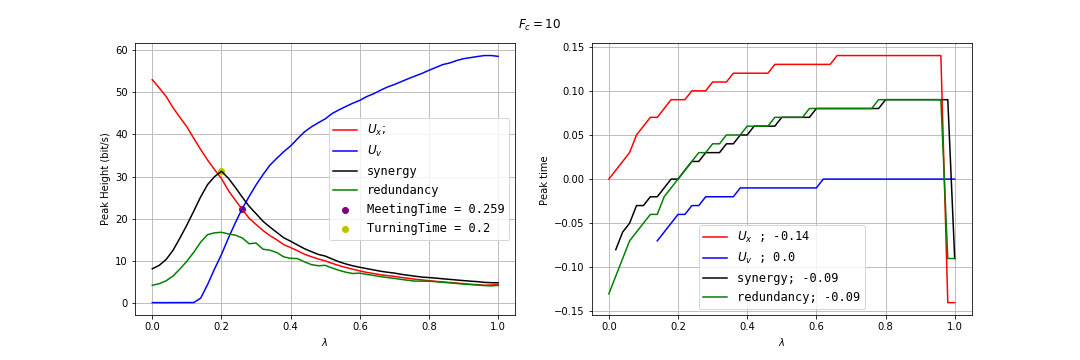 F_c = 10
Peak Height (bit/s)
60
50
40
30
20
10
0
0.0 0.2 0.4 0.6 0.8 1.0
λ
U_x;
U_v
synergy
redundancy
MeetingTime = 0.259
TurningTime = 0.2
Peak time
0.15
0.10
0.05
0.00
−0.05
−0.10
−0.15
0.0 0.2 0.4 0.6 0.8 1.0
λ
U_x ; -0.14
U_v ; 0.0
synergy; -0.09
redundancy; -0.09